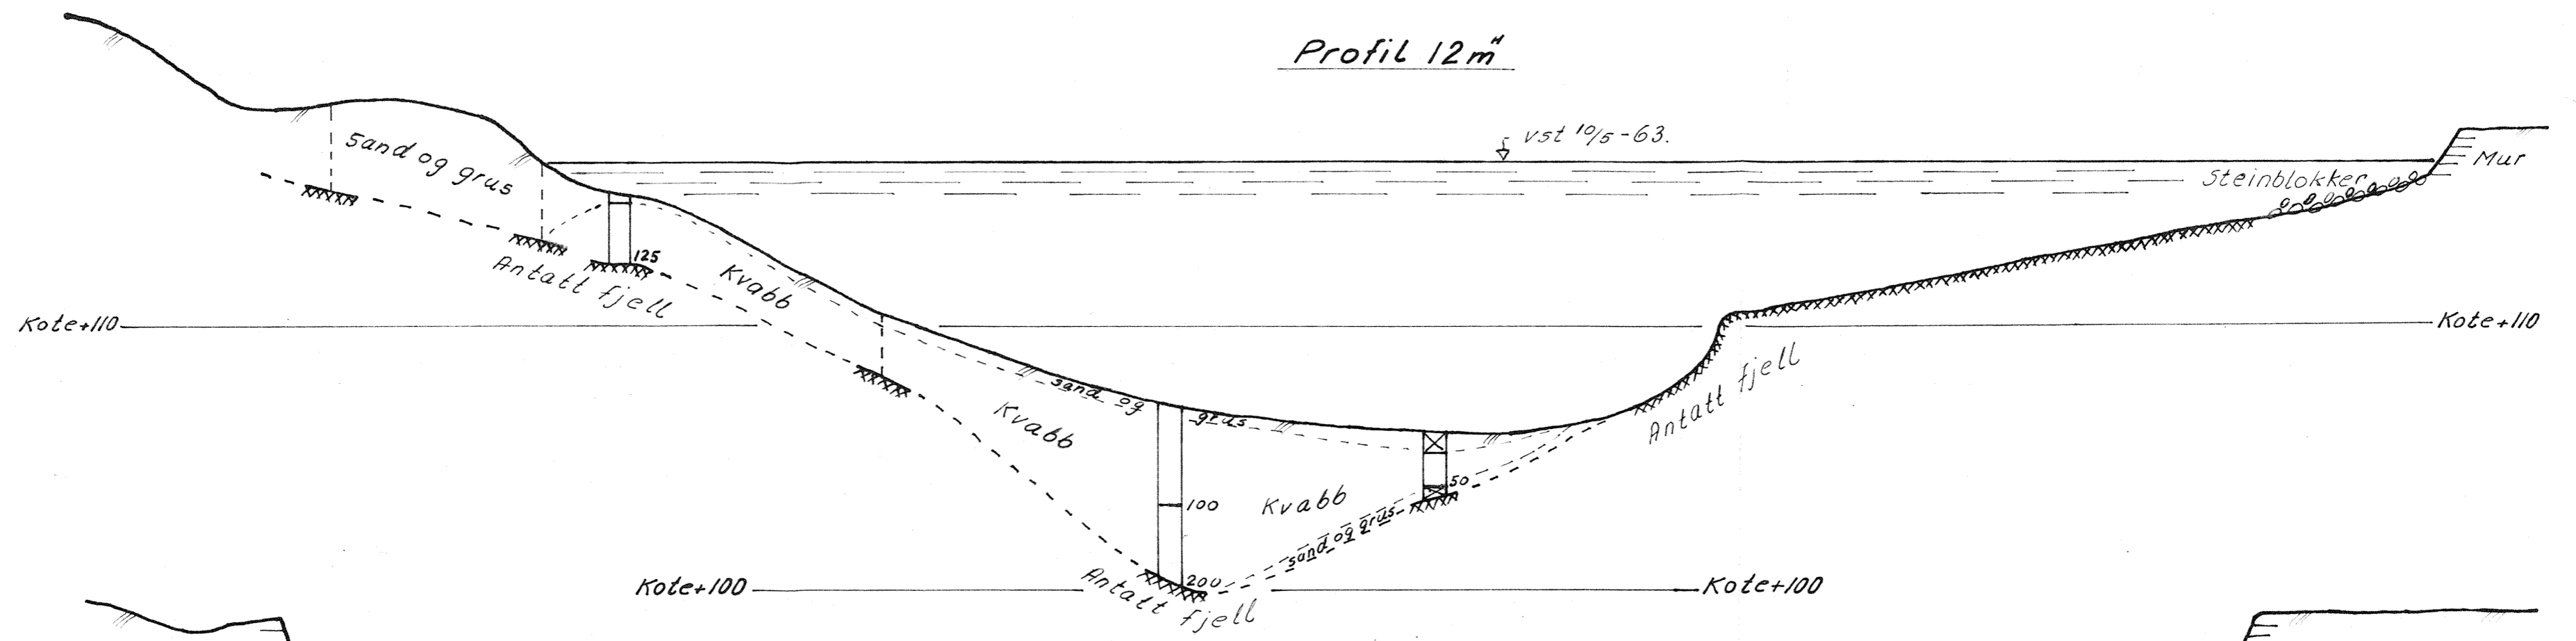 Profil 12m"
vst 10/5-63.
Mur
Sand og grus
Steinblokker
125
Antatt fjell
Kvabb
Kote+110
Kote+110
Antatt fjell
sand og grus
Kvabb
50
100
Kvabb
sand og grus
200
Kote+100
Antatt fjell
Kote+100